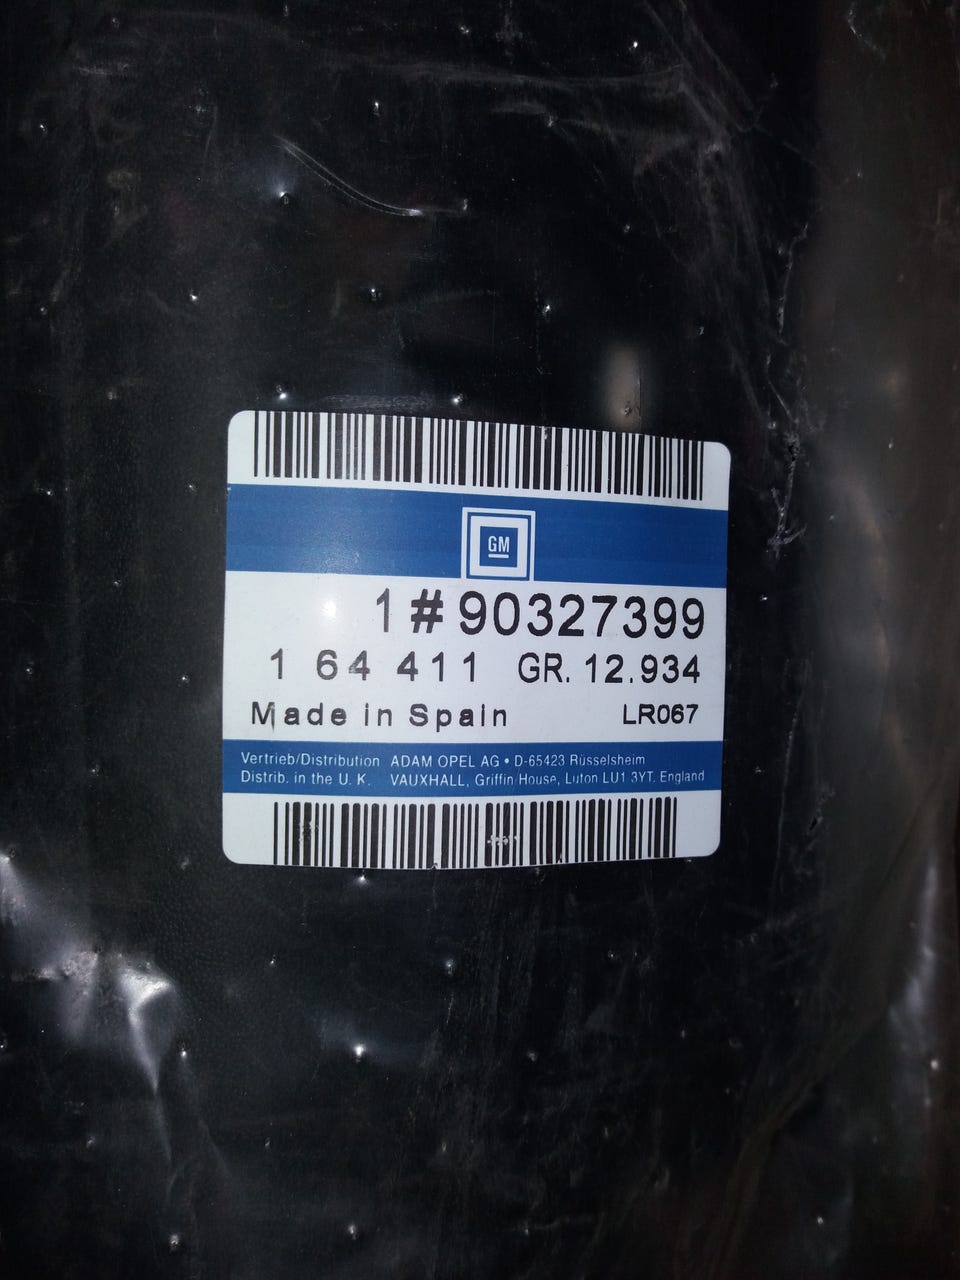 GM
1 # 90327399
1 64 411 GR. 12.934
Made in Spain LR067
Vertrieb/Distribution ADAM OPEL AG • D-65423 Rüsselsheim
Distrib. in the U. K. VAUXHALL, Griffin House, Luton LU1 3YT, England